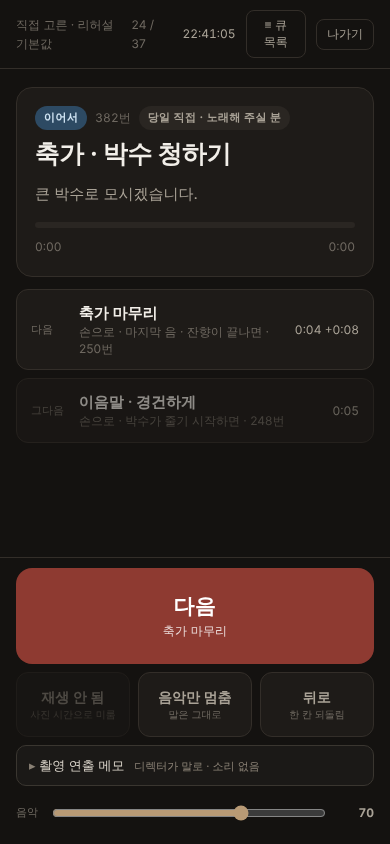 직접 고른 · 리허설 기본값
24 / 37
22:41:05
≡ 큐 목록
나가기
이어서 382번 당일 직접 · 노래해 주실 분
축가 · 박수 청하기
큰 박수로 모시겠습니다.
0:00 0:00
다음
축가 마무리
손으로 · 마지막 음 · 잔향이 끝나면 ·
250번
0:04 +0:08
그다음
이음말 · 경건하게
손으로 · 박수가 줄기 시작하면 · 248번
0:05
다음
축가 마무리
재생 안 됨
사진 시간으로 이름
음악만 멈춤
말은 그대로
뒤로
한 칸 되돌림
▸ 촬영 연출 메모 디렉터가 말로 · 소리 없음
음악 70